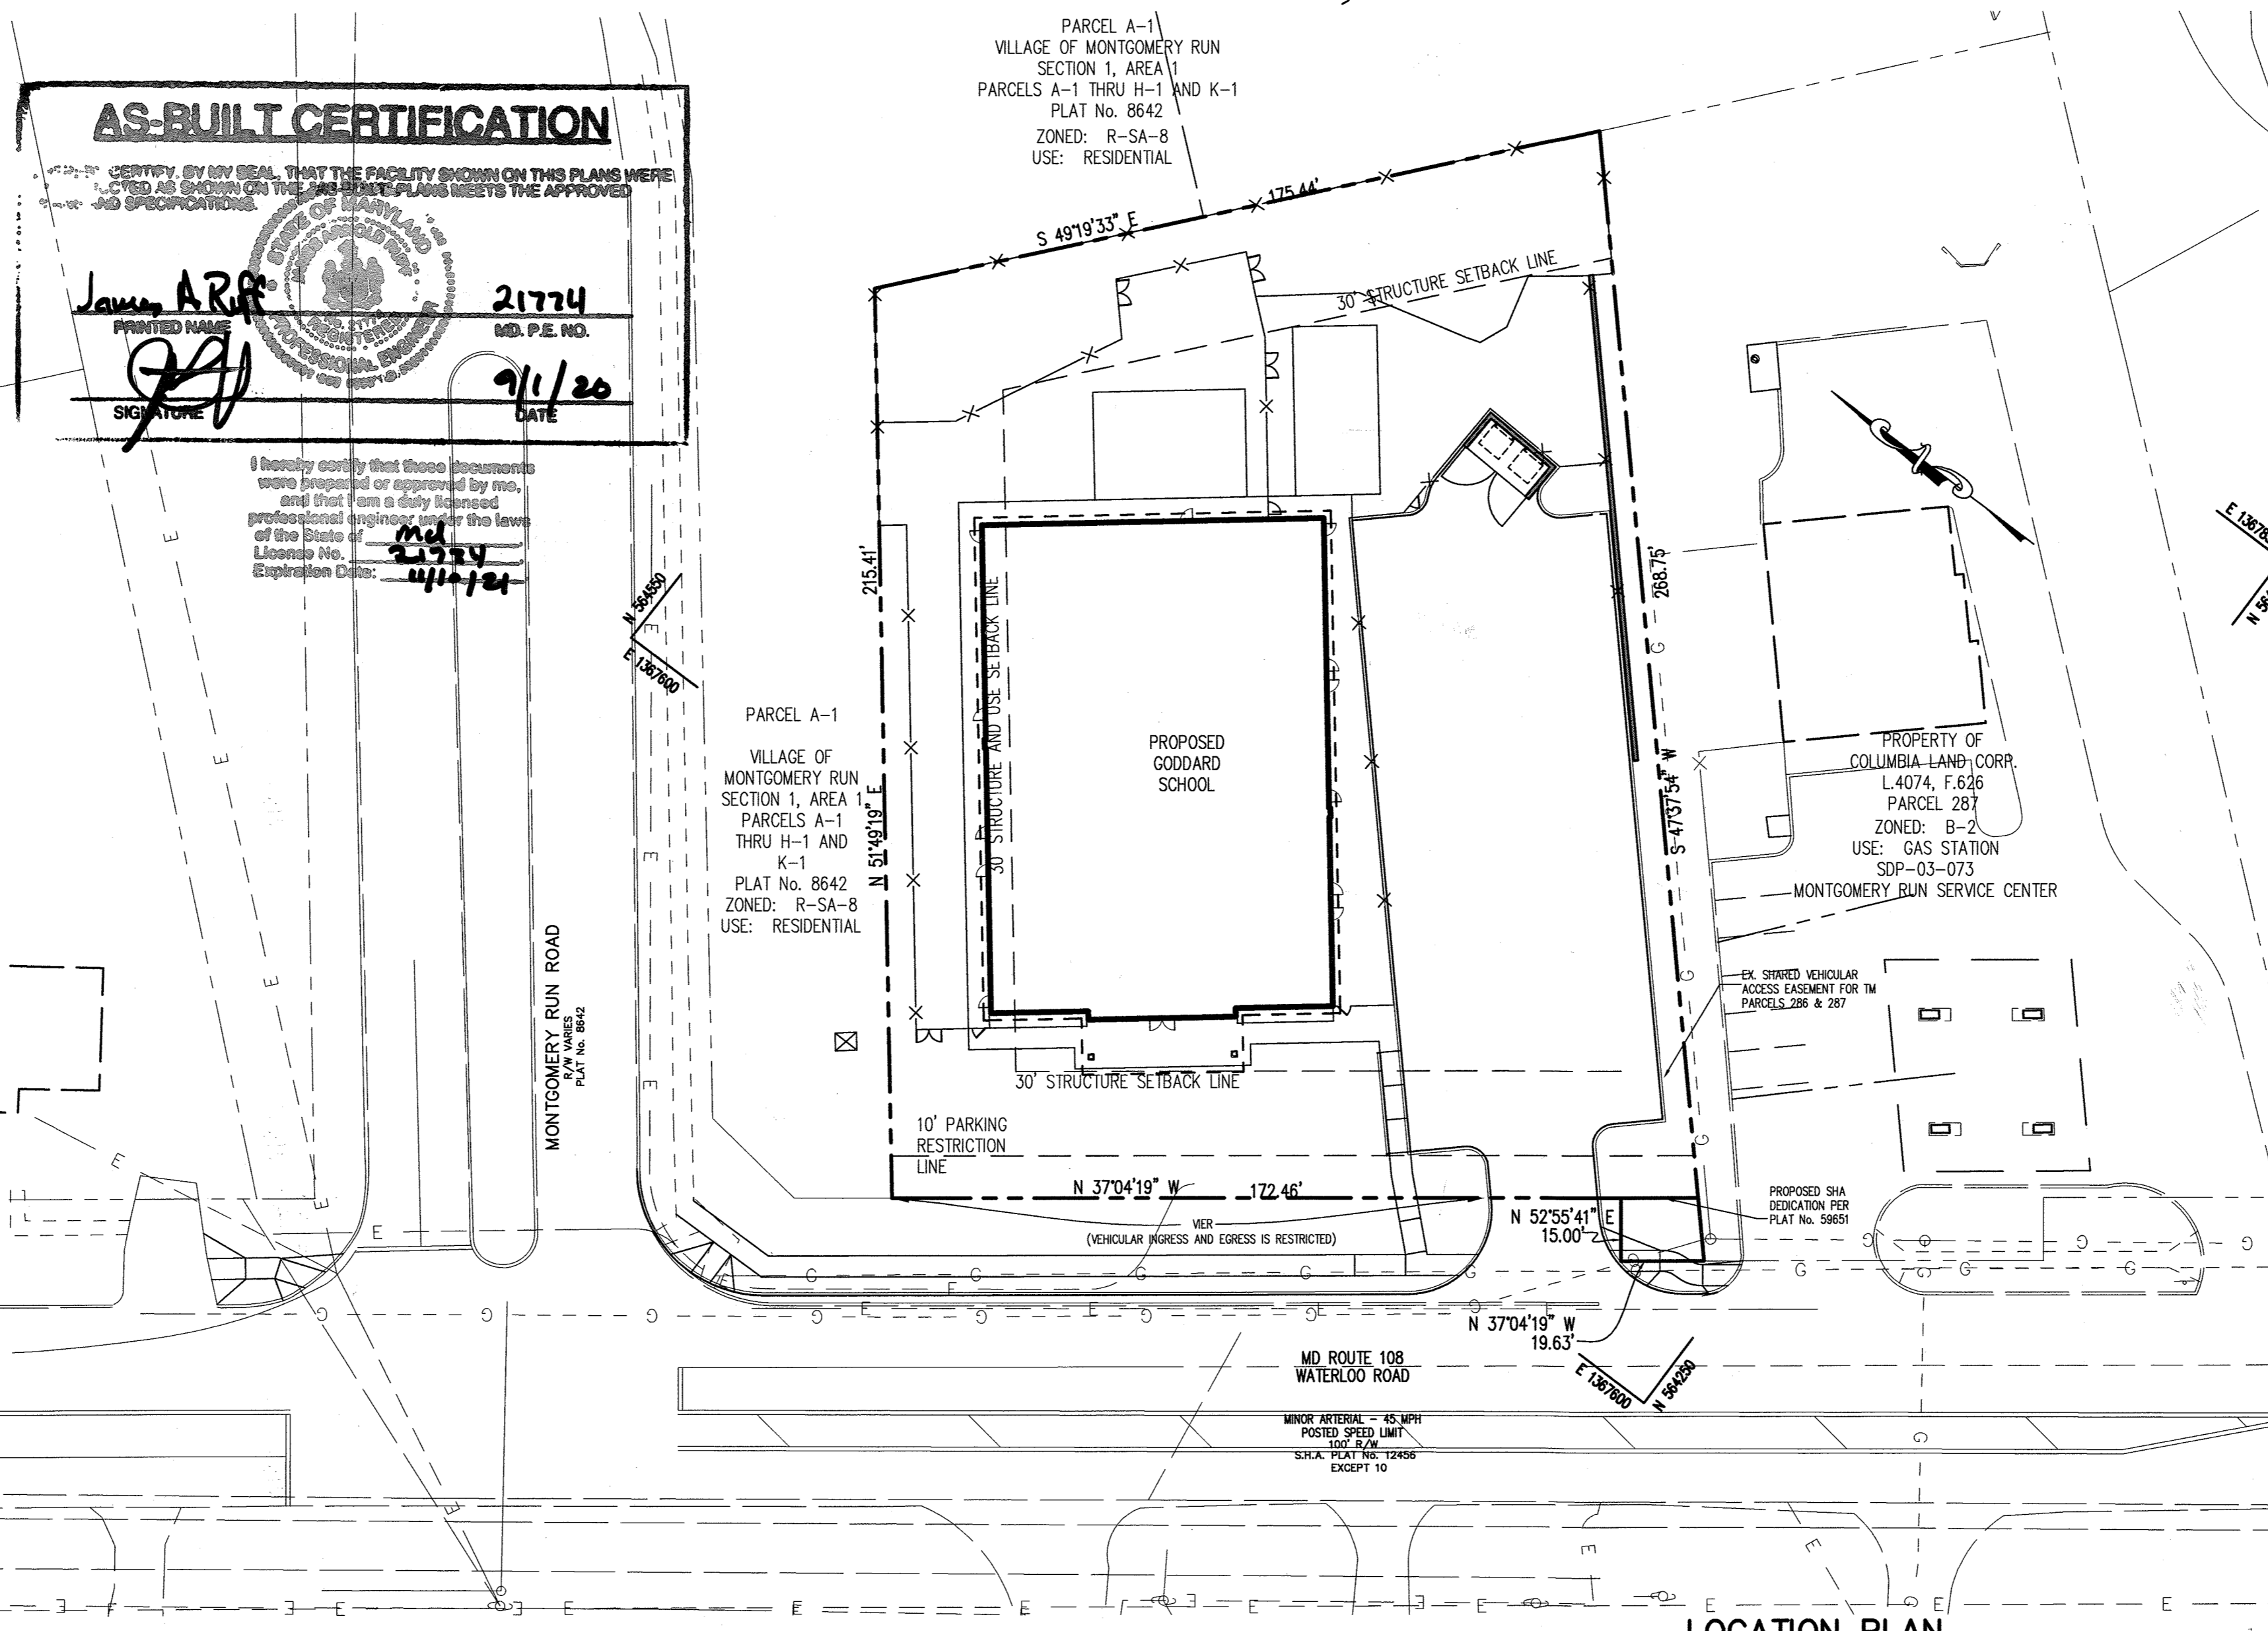 PARCEL A-1
VILLAGE OF MONTGOMERY RUN
SECTION 1, AREA 1
PARCELS A-1 THRU H-1 AND K-1
PLAT No. 8642
ZONED: R-SA-8
USE: RESIDENTIAL
AS-BUILT CERTIFICATION
CERTIFY, BY MY SEAL, THAT THE FACILITY SHOWN ON THIS PLANS WERE
AS SHOWN ON THE AS-BUILT PLANS MEETS THE APPROVED
AND SPECIFICATIONS.
STATE OF MARYLAND
REGISTERED
PROFESSIONAL ENGINEER
James A Ruff
21774
PRINTED NAME
MD. P.E. NO.
9/1/20
SIGNATURE
DATE
I hereby certify that these documents
were prepared or approved by me,
and that I am a duly licensed
professional engineer under the laws
of the State of Md
License No. 21774
Expiration Date: 11/10/21
S 49°19'33" E
175.44'
30' STRUCTURE SETBACK LINE
215.41'
N 51°49'19" E
268.75'
S 47°37'54" W
30' STRUCTURE AND USE SETBACK LINE
N 564550
E 1367600
PARCEL A-1
VILLAGE OF
MONTGOMERY RUN
SECTION 1, AREA 1
PARCELS A-1
THRU H-1 AND
K-1
PLAT No. 8642
ZONED: R-SA-8
USE: RESIDENTIAL
PROPOSED
GODDARD
SCHOOL
PROPERTY OF
COLUMBIA LAND CORP.
L.4074, F.626
PARCEL 287
ZONED: B-2
USE: GAS STATION
SDP-03-073
MONTGOMERY RUN SERVICE CENTER
EX. SHARED VEHICULAR
ACCESS EASEMENT FOR TM
PARCELS 286 & 287
MONTGOMERY RUN ROAD
R/W VARIES
PLAT No. 8642
30' STRUCTURE SETBACK LINE
10' PARKING
RESTRICTION
LINE
N 37°04'19" W
172.46'
VIER
(VEHICULAR INGRESS AND EGRESS IS RESTRICTED)
N 52°55'41" E
15.00'
PROPOSED SHA
DEDICATION PER
PLAT No. 59651
N 37°04'19" W
19.63'
E 1367600
N 564250
MD ROUTE 108
WATERLOO ROAD
MINOR ARTERIAL - 45 MPH
POSTED SPEED LIMIT
100' R/W
S.H.A. PLAT No. 12456
EXCEPT 10
LOCATION PLAN